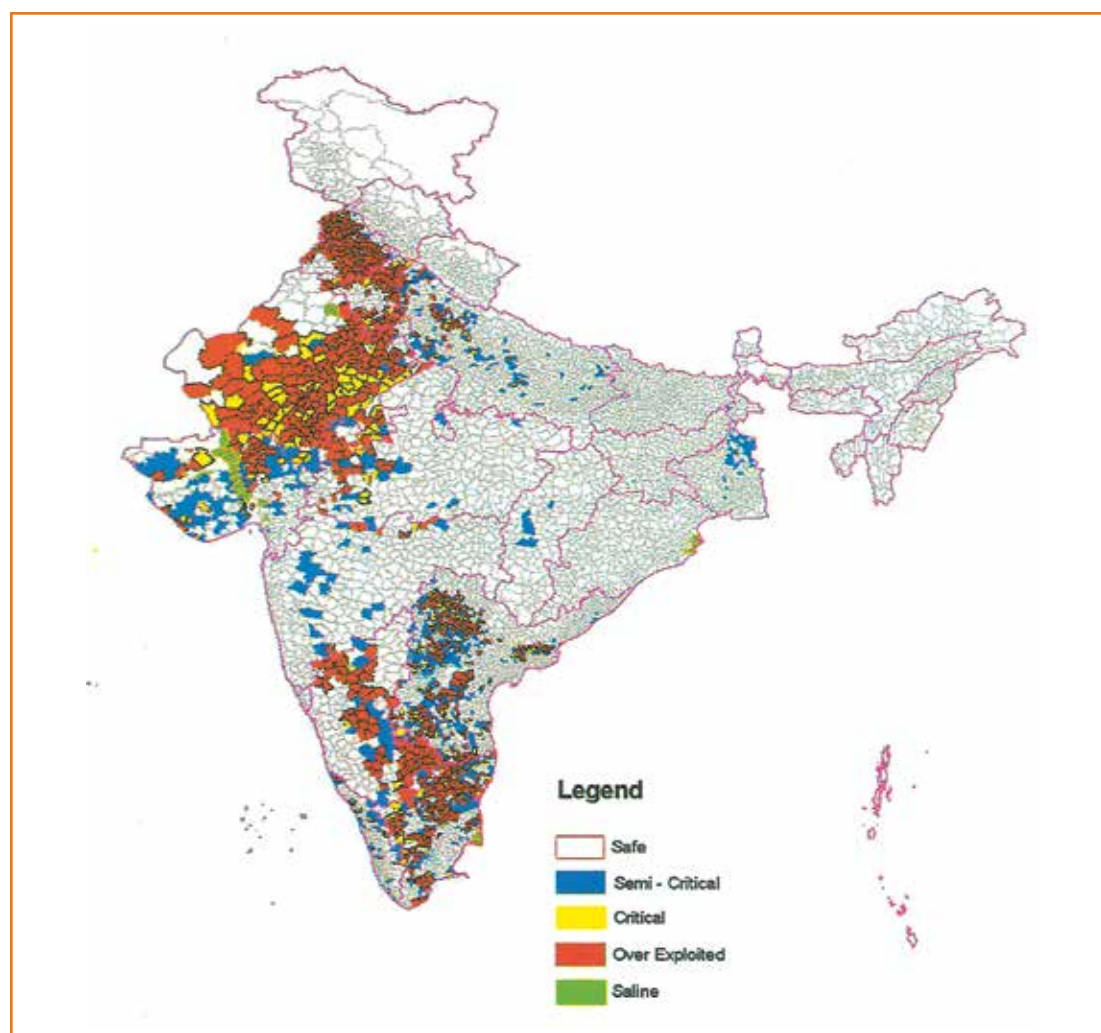 Legend
Safe
Semi - Critical
Critical
Over Exploited
Saline